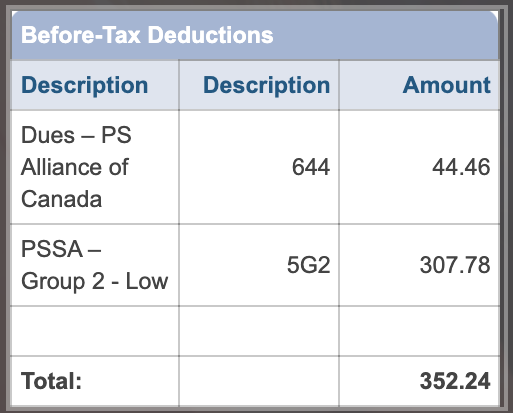 Before-Tax Deductions
Description Description Amount
Dues – PS
Alliance of 644 44.46
Canada
PSSA –
Group 2 - Low 5G2 307.78
Total: 352.24